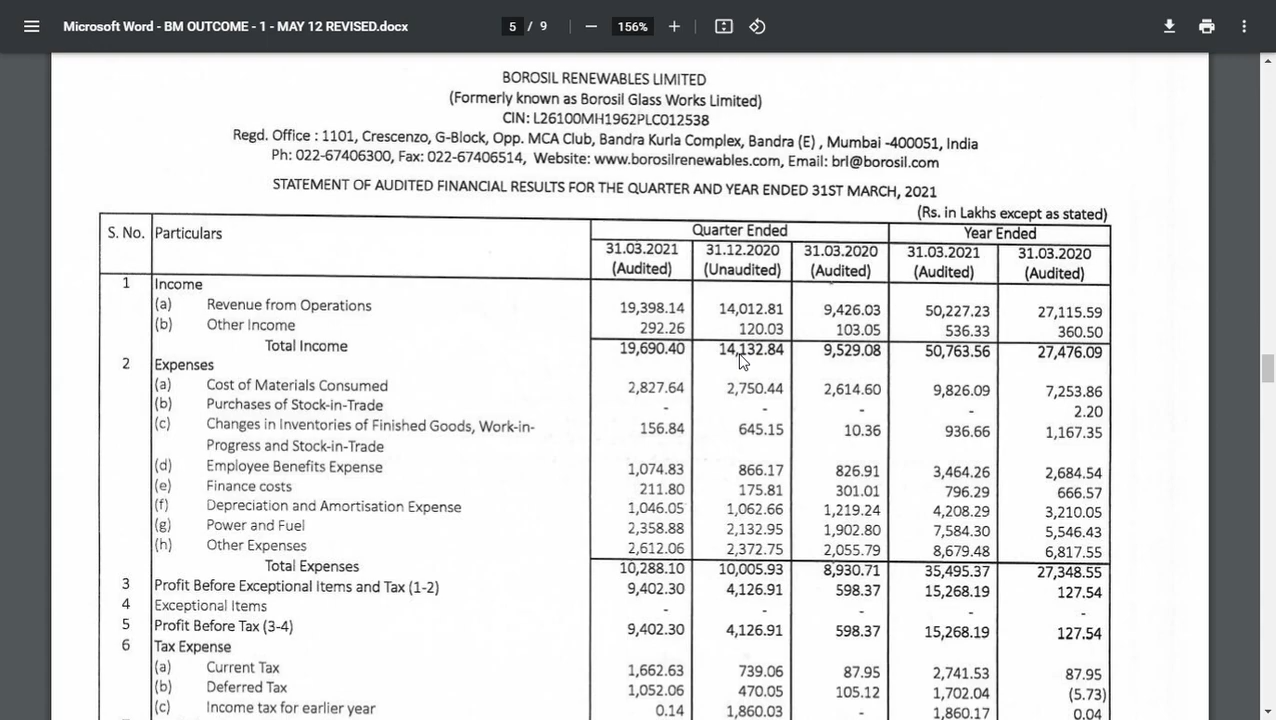 Microsoft Word - BM OUTCOME - 1 - MAY 12 REVISED.docx 5 / 9 156%
BOROSIL RENEWABLES LIMITED
(Formerly known as Borosil Glass Works Limited)
CIN: L26100MH1962PLC012538
Regd. Office : 1101, Crescenzo, G-Block, Opp. MCA Club, Bandra Kurla Complex, Bandra (E) , Mumbai -400051, India
Ph: 022-67406300, Fax: 022-67406514, Website: www.borosilrenewables.com, Email: brl@borosil.com
STATEMENT OF AUDITED FINANCIAL RESULTS FOR THE QUARTER AND YEAR ENDED 31ST MARCH, 2021
(Rs. in Lakhs except as stated)
S. No. Particulars Quarter Ended Year Ended
31.03.2021 31.12.2020 31.03.2020 31.03.2021 31.03.2020
(Audited) (Unaudited) (Audited) (Audited) (Audited)
1 Income
(a) Revenue from Operations 19,398.14 14,012.81 9,426.03 50,227.23 27,115.59
(b) Other Income 292.26 120.03 103.05 536.33 360.50
Total Income 19,690.40 14,132.84 9,529.08 50,763.56 27,476.09
2 Expenses
(a) Cost of Materials Consumed 2,827.64 2,750.44 2,614.60 9,826.09 7,253.86
(b) Purchases of Stock-in-Trade - - - - 2.20
(c) Changes in Inventories of Finished Goods, Work-in- 156.84 645.15 10.36 936.66 1,167.35
Progress and Stock-in-Trade
(d) Employee Benefits Expense 1,074.83 866.17 826.91 3,464.26 2,684.54
(e) Finance costs 211.80 175.81 301.01 796.29 666.57
(f) Depreciation and Amortisation Expense 1,046.05 1,062.66 1,219.24 4,208.29 3,210.05
(g) Power and Fuel 2,358.88 2,132.95 1,902.80 7,584.30 5,546.43
(h) Other Expenses 2,612.06 2,372.75 2,055.79 8,679.48 6,817.55
Total Expenses 10,288.10 10,005.93 8,930.71 35,495.37 27,348.55
3 Profit Before Exceptional Items and Tax (1-2) 9,402.30 4,126.91 598.37 15,268.19 127.54
4 Exceptional Items - - - - -
5 Profit Before Tax (3-4) 9,402.30 4,126.91 598.37 15,268.19 127.54
6 Tax Expense
(a) Current Tax 1,662.63 739.06 87.95 2,741.53 87.95
(b) Deferred Tax 1,052.06 470.05 105.12 1,702.04 (5.73)
(c) Income tax for earlier year 0.14 1,860.03 - 1,860.17 0.04